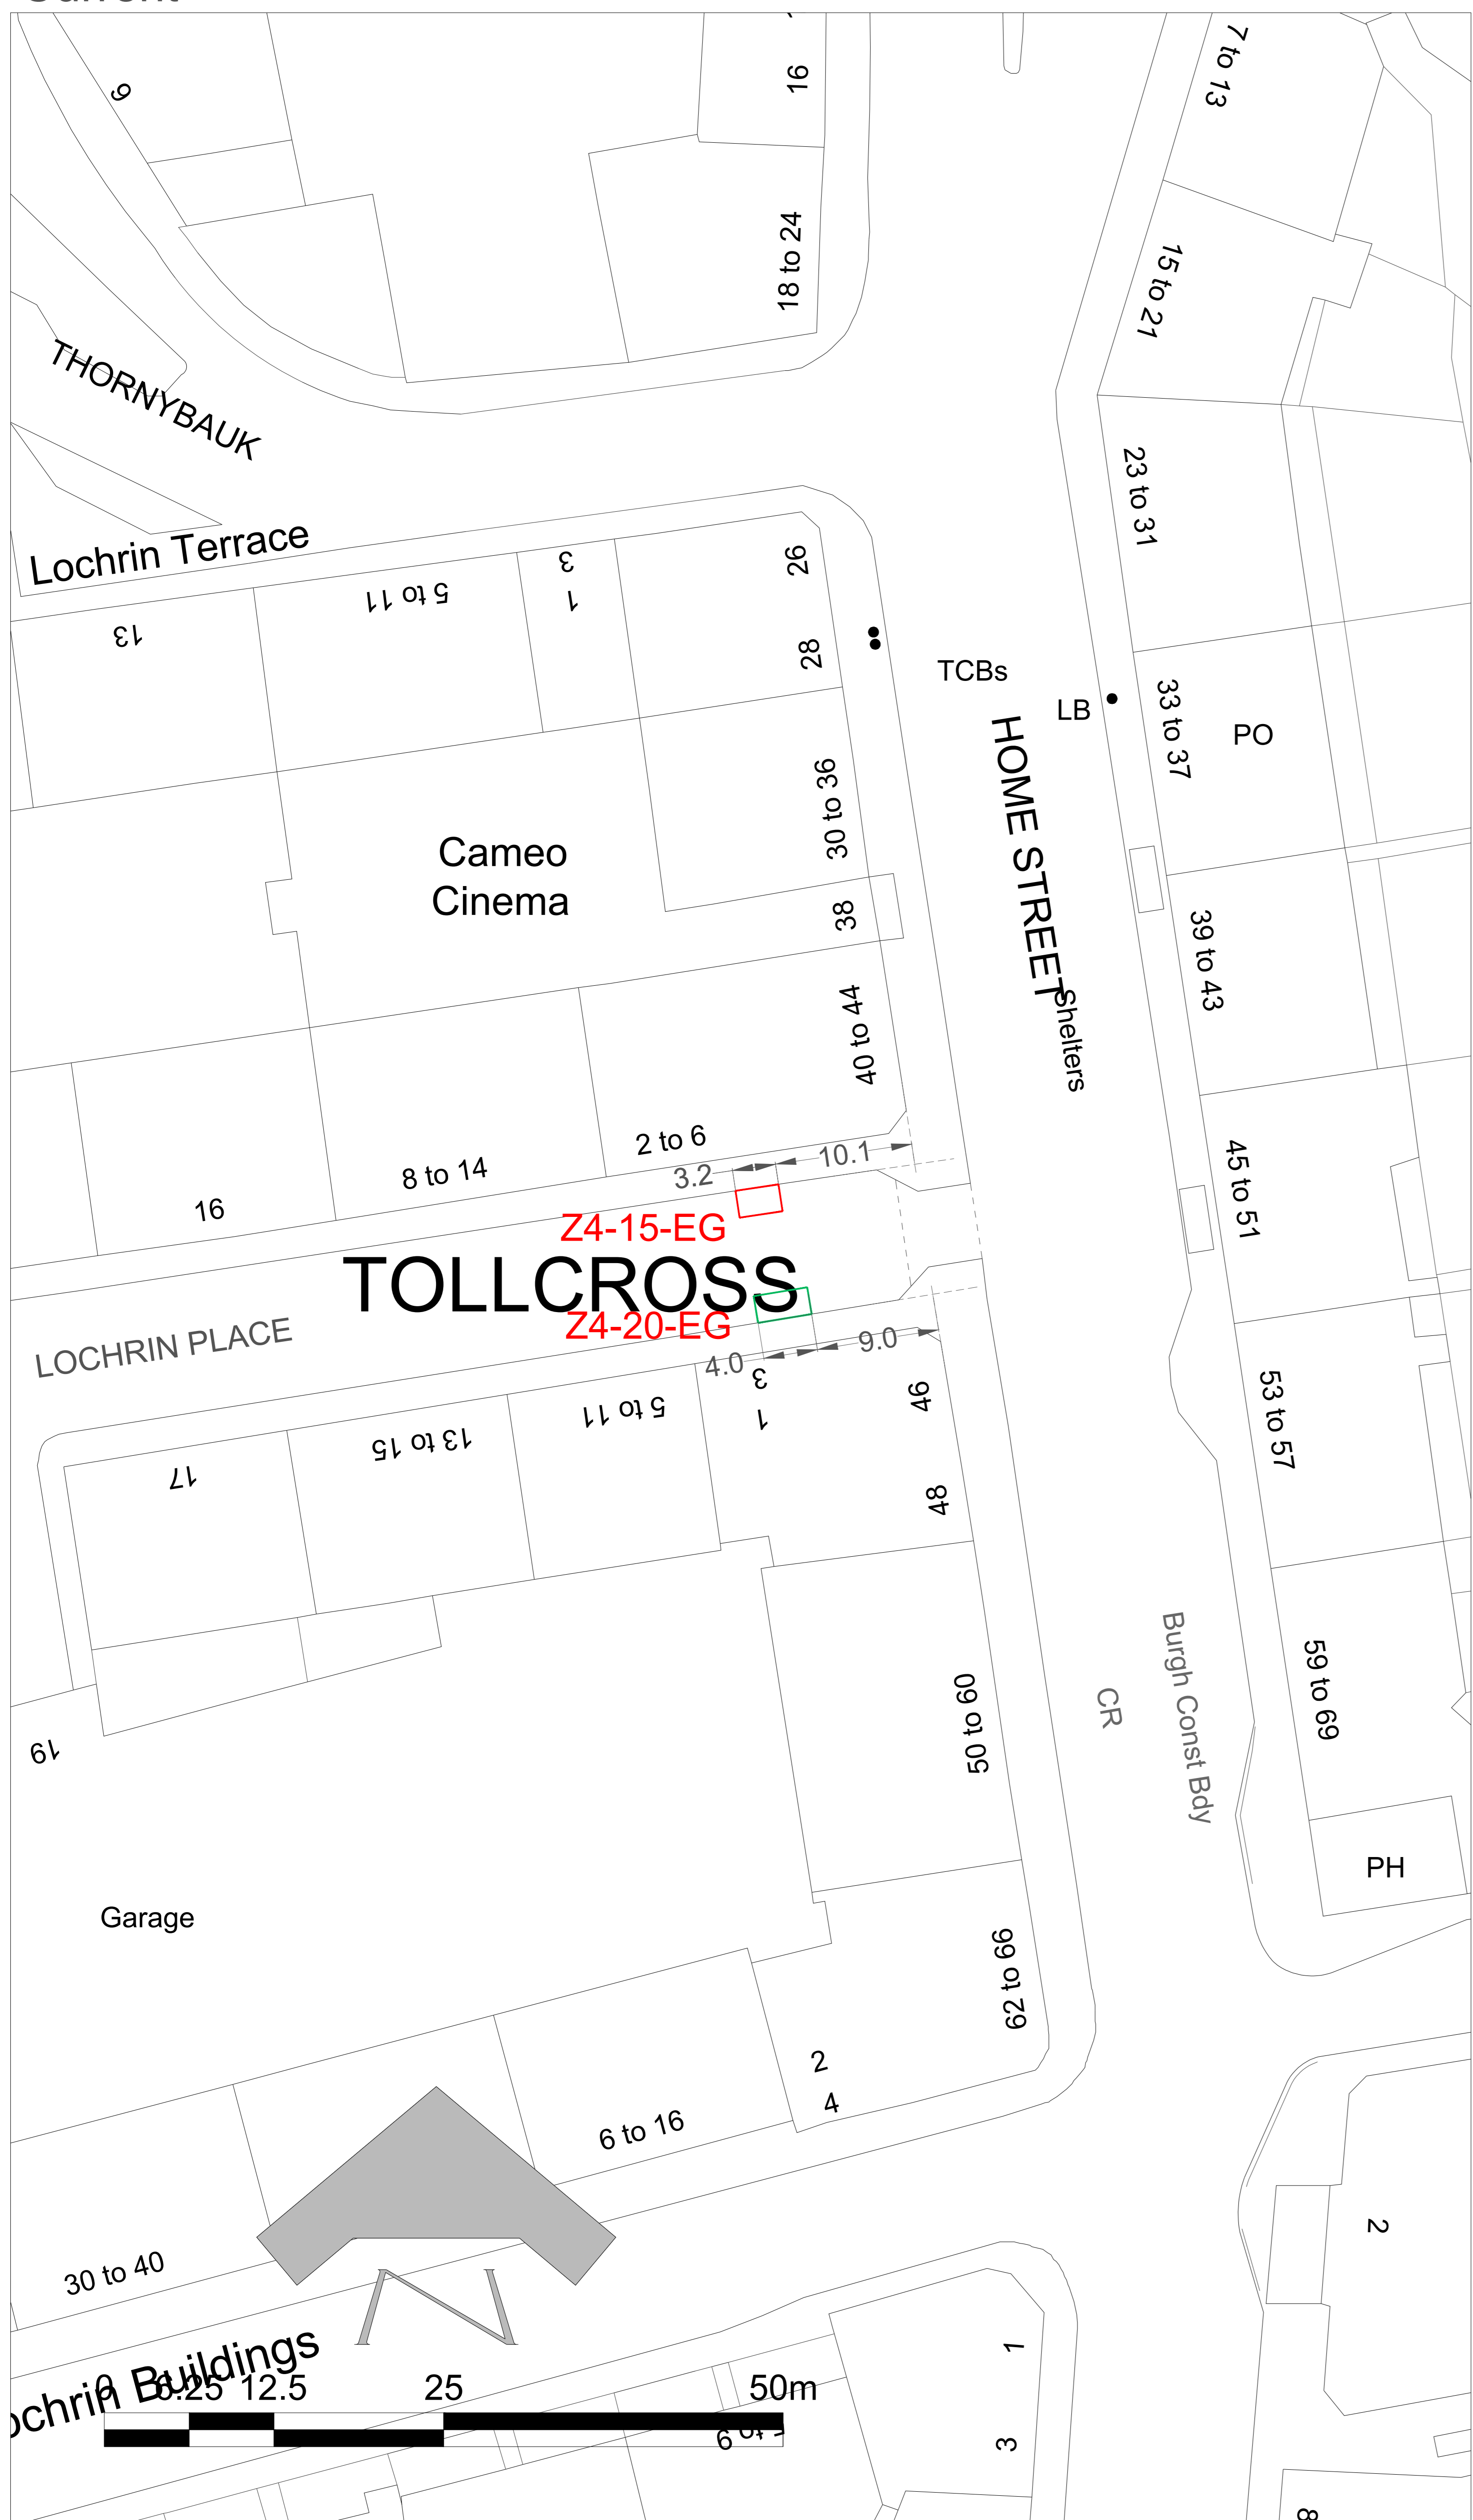 7 to 13
9
16
18 to 24
15 to 21
THORNYBAUK
23 to 31
Lochrin Terrace
26
3
1
5 to 11
13
28
TCBs
LB
33 to 37
PO
HOME STREET
30 to 36
Cameo
Cinema
38
39 to 43
Shelters
40 to 44
2 to 6
10.1
3.2
8 to 14
16
45 to 51
Z4-15-EG
TOLLCROSS
Z4-20-EG
LOCHRIN PLACE
9.0
4.0
3
1
46
53 to 57
5 to 11
13 to 15
17
48
Burgh Const Bdy
CR
59 to 69
50 to 60
19
PH
Garage
62 to 66
2
4
6 to 16
2
30 to 40
N
1
ochrin Buildings
0 6.25 12.5 25 50m
5 to 9
3
8